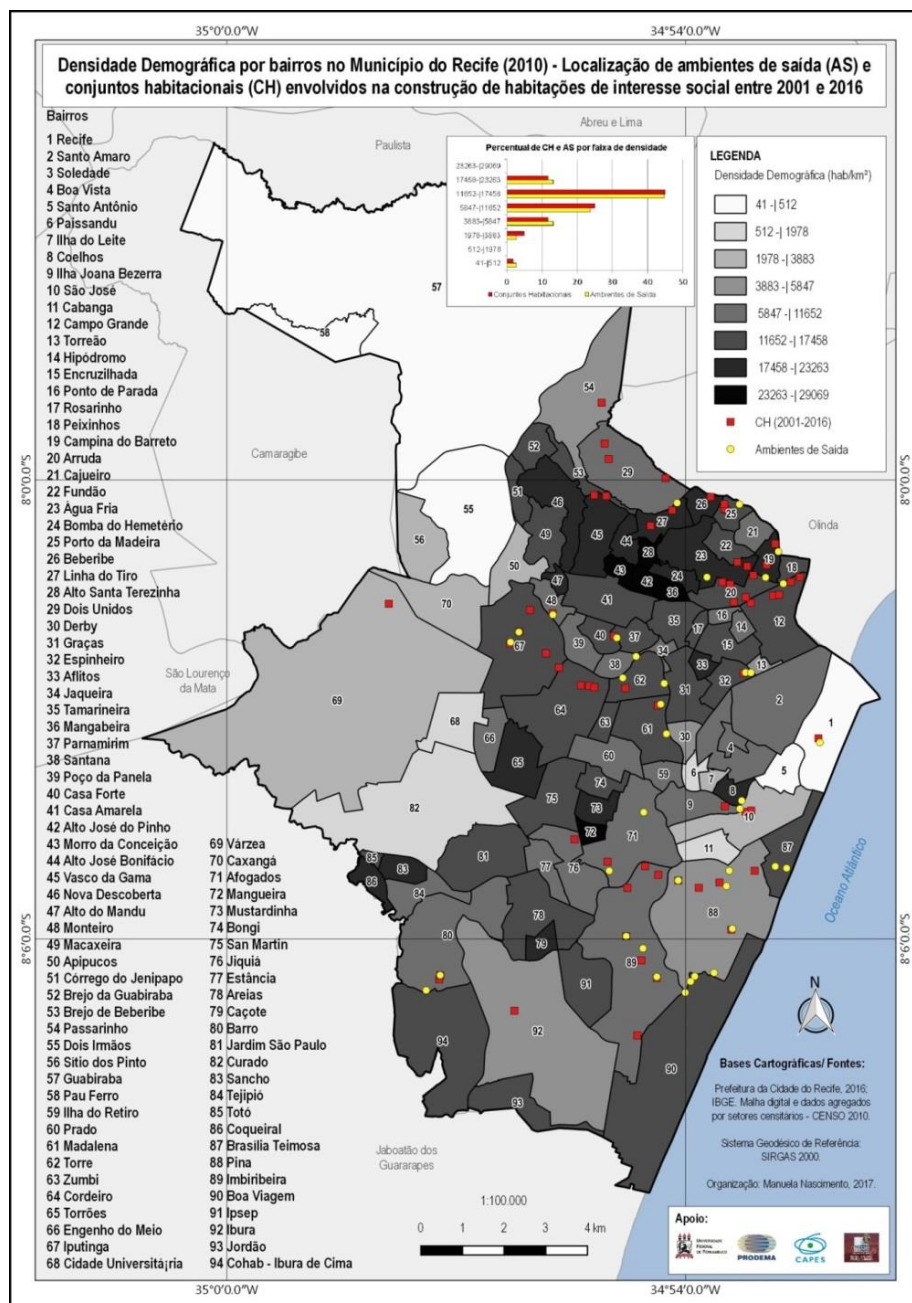 35°0'0.0"W
34°54'0.0"W
Densidade Demográfica por bairros no Município do Recife (2010) - Localização de ambientes de saída (AS) e
conjuntos habitacionais (CH) envolvidos na construção de habitações de interesse social entre 2001 e 2016
Bairros
1 Recife
2 Santo Amaro
3 Soledade
4 Boa Vista
5 Santo Antônio
6 Paissandu
7 Ilha do Leite
8 Coelhos
9 Ilha Joana Bezerra
10 São José
11 Cabanga
12 Campo Grande
13 Torreão
14 Hipódromo
15 Encruzilhada
16 Ponto de Parada
17 Rosarinho
18 Peixinhos
19 Campina do Barreto
20 Arruda
21 Cajueiro
22 Fundão
23 Água Fria
24 Bomba do Hemetério
25 Porto da Madeira
26 Beberibe
27 Linha do Tiro
28 Alto Santa Terezinha
29 Dois Unidos
30 Derby
31 Graças
32 Espinheiro
33 Aflitos
34 Jaqueira
35 Tamarineira
36 Mangabeira
37 Parnamirim
38 Santana
39 Poço da Panela
40 Casa Forte
41 Casa Amarela
42 Alto José do Pinho
43 Morro da Conceição
44 Alto José Bonifácio
45 Vasco da Gama
46 Nova Descoberta
47 Alto do Mandu
48 Monteiro
49 Macaxeira
50 Apipucos
51 Córrego do Jenipapo
52 Brejo da Guabiraba
53 Brejo de Beberibe
54 Passarinho
55 Dois Irmãos
56 Sítio dos Pinto
57 Guabiraba
58 Pau Ferro
59 Ilha do Retiro
60 Prado
61 Madalena
62 Torre
63 Zumbi
64 Cordeiro
65 Torrões
66 Engenho do Meio
67 Iputinga
68 Cidade Universitá¡ria
69 Várzea
70 Caxangá
71 Afogados
72 Mangueira
73 Mustardinha
74 Bongi
75 San Martin
76 Jiquiá
77 Estância
78 Areias
79 Caçote
80 Barro
81 Jardim São Paulo
82 Curado
83 Sancho
84 Tejipió
85 Totó
86 Coqueiral
87 Brasília Teimosa
88 Pina
89 Imbiribeira
90 Boa Viagem
91 Ipsep
92 Ibura
93 Jordão
94 Cohab - Ibura de Cima
Paulista
Abreu e Lima
Camaragibe
Olinda
São Lourenço
da Mata
Jaboatão dos
Guararapes
Oceano Atlântico
Percentual de CH e AS por faixa de densidade
23263-|29069
17458-|23263
11652-|17458
5847-|11652
3883-|5847
1978-|3883
512-|1978
41-|512
0 10 20 30 40 50
Conjuntos Habitacionais Ambientes de Saída
LEGENDA
Densidade Demográfica (hab/km²)
41 -| 512
512 -| 1978
1978 -| 3883
3883 -| 5847
5847 -| 11652
11652 -| 17458
17458 -| 23263
23263 -| 29069
CH (2001-2016)
Ambientes de Saída
8°0'0.0"S
8°0'0.0"S
8°6'0.0"S
8°6'0.0"S
N
Bases Cartográficas/ Fontes:
Prefeitura da Cidade do Recife, 2016;
IBGE. Malha digital e dados agregados
por setores censitários - CENSO 2010.
Sistema Geodésico de Referência:
SIRGAS 2000.
Organização: Manuela Nascimento, 2017.
1:100.000
0 1 2 3 4 km
Apoio:
PRODEMA
CAPES
35°0'0.0"W
34°54'0.0"W